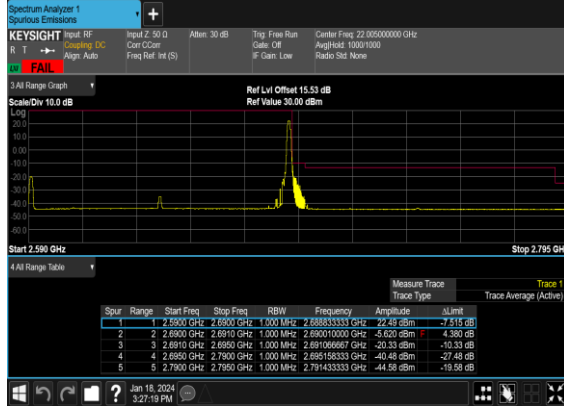 Spectrum Analyzer 1
Spurious Emissions
KEYSIGHT Input: RF Input Z: 50 Ω Atten: 30 dB Trig: Free Run Center Freq: 22.005000000 GHz
R T Coupling: DC Corr CCorr Gate: Off Avg|Hold: 1000/1000
Align: Auto Freq Ref: Int (S) IF Gain: Low Radio Std: None
FAIL
3 All Range Graph
Ref Lvl Offset 15.53 dB
Scale/Div 10.0 dB Ref Value 30.00 dBm
Log
20.0
10.0
0.00
-10.0
-20.0
-30.0
-40.0
-50.0
-60.0
Start 2.590 GHz Stop 2.795 GH
4 All Range Table
Measure Trace Trace 1
Trace Type Trace Average (Active)
Spur Range Start Freq Stop Freq RBW Frequency Amplitude ΔLimit
1 1 2.5900 GHz 2.6900 GHz 1.000 MHz 2.688833333 GHz 22.49 dBm -7.515 dB
2 2 2.6900 GHz 2.6910 GHz 1.000 MHz 2.690010000 GHz -5.620 dBm F 4.380 dB
3 3 2.6910 GHz 2.6950 GHz 1.000 MHz 2.691066667 GHz -20.33 dBm -10.33 dB
4 4 2.6950 GHz 2.7900 GHz 1.000 MHz 2.695158333 GHz -40.48 dBm -27.48 dB
5 5 2.7900 GHz 2.7950 GHz 1.000 MHz 2.791433333 GHz -44.58 dBm -19.58 dB
Jan 18, 2024
3:27:19 PM